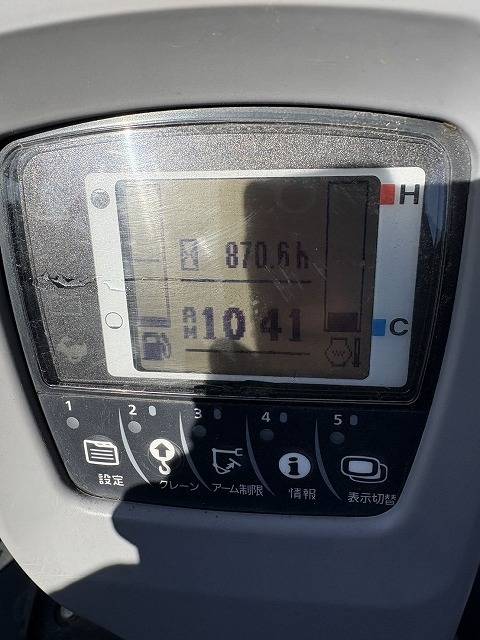 H
870.6h
AM 10 41
C
1 2 3 4 5
設定 クレーン アーム制限 情報 表示切替